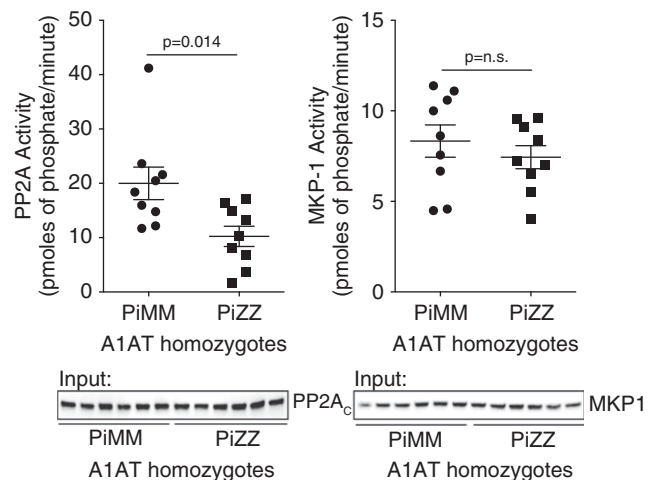 PP2A Activity
(pmoles of phosphate/minute)
50
40
30
20
10
0
p=0.014
PiMM PiZZ
A1AT homozygotes
MKP-1 Activity
(pmoles of phosphate/minute)
15
10
5
0
p=n.s.
PiMM PiZZ
A1AT homozygotes
Input:
PP2Ac
PiMM PiZZ
A1AT homozygotes
Input:
MKP1
PiMM PiZZ
A1AT homozygotes